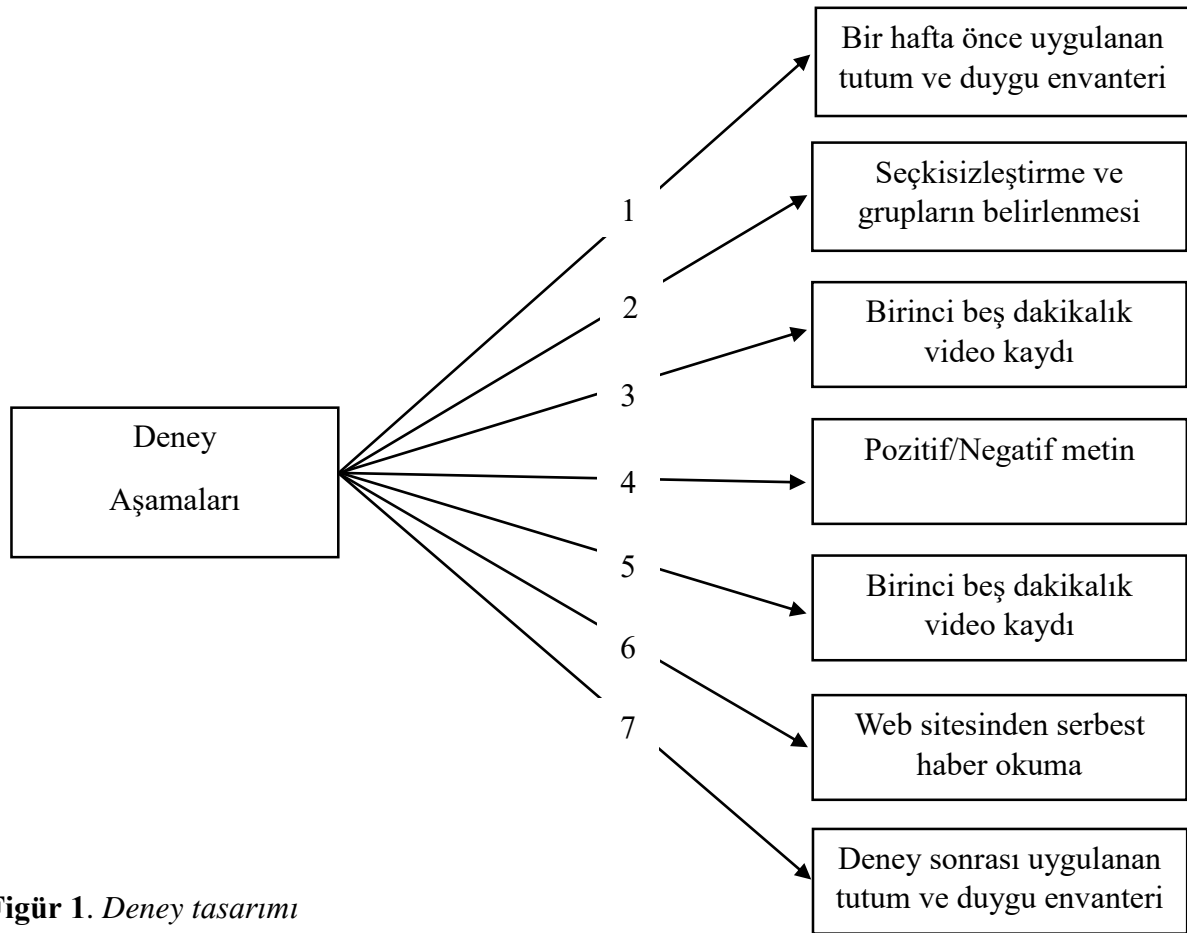 Bir hafta önce uygulanan
tutum ve duygu envanteri
Seçkisizleştirme ve
grupların belirlenmesi
1
2
Birinci beş dakikalık
video kaydı
3
Deney
Aşamaları
Pozitif/Negatif metin
4
5
Birinci beş dakikalık
video kaydı
6
Web sitesinden serbest
haber okuma
7
Deney sonrası uygulanan
tutum ve duygu envanteri
Figür 1. Deney tasarımı